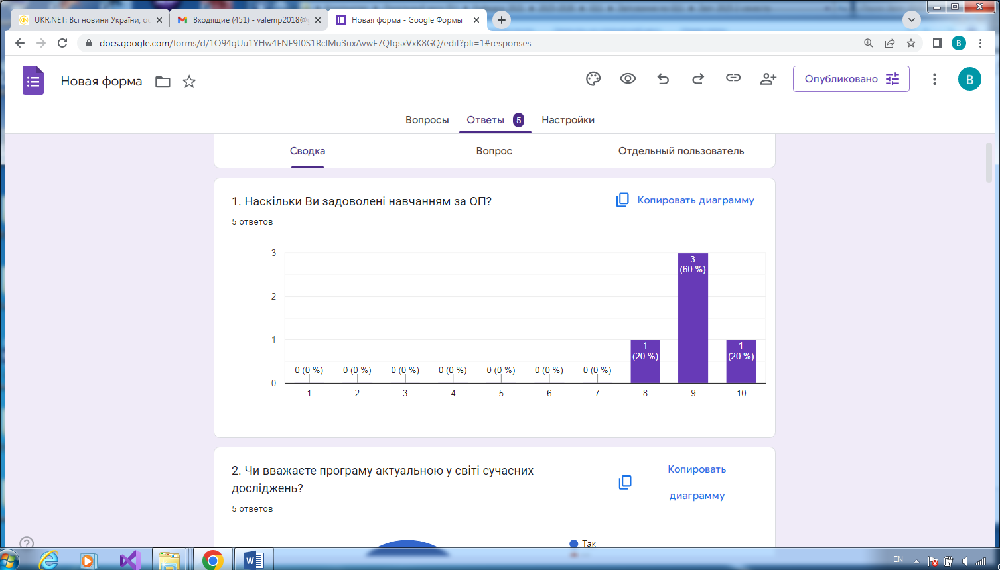 UKR.NET: Всі новини України, ос
Входящие (451) - valemp2018@
Новая форма - Google Формы
docs.google.com/forms/d/1O94gUu1YHw4FNF9f0S1RcIMu3uxAvwF7QtgsxVxK8GQ/edit?pli=1#responses
B
Новая форма
Опубликовано
B
Вопросы
Ответы 5
Настройки
Сводка
Вопрос
Отдельный пользователь
1. Наскільки Ви задоволені навчанням за ОП?
Копировать диаграмму
5 ответов
3
2
1
0
0 (0 %) 0 (0 %) 0 (0 %) 0 (0 %) 0 (0 %) 0 (0 %) 0 (0 %)
1
(20 %)
3
(60 %)
1
(20 %)
1 2 3 4 5 6 7 8 9 10
2. Чи вважаєте програму актуальною у світі сучасних
досліджень?
Копировать
диаграмму
5 ответов
Так
EN